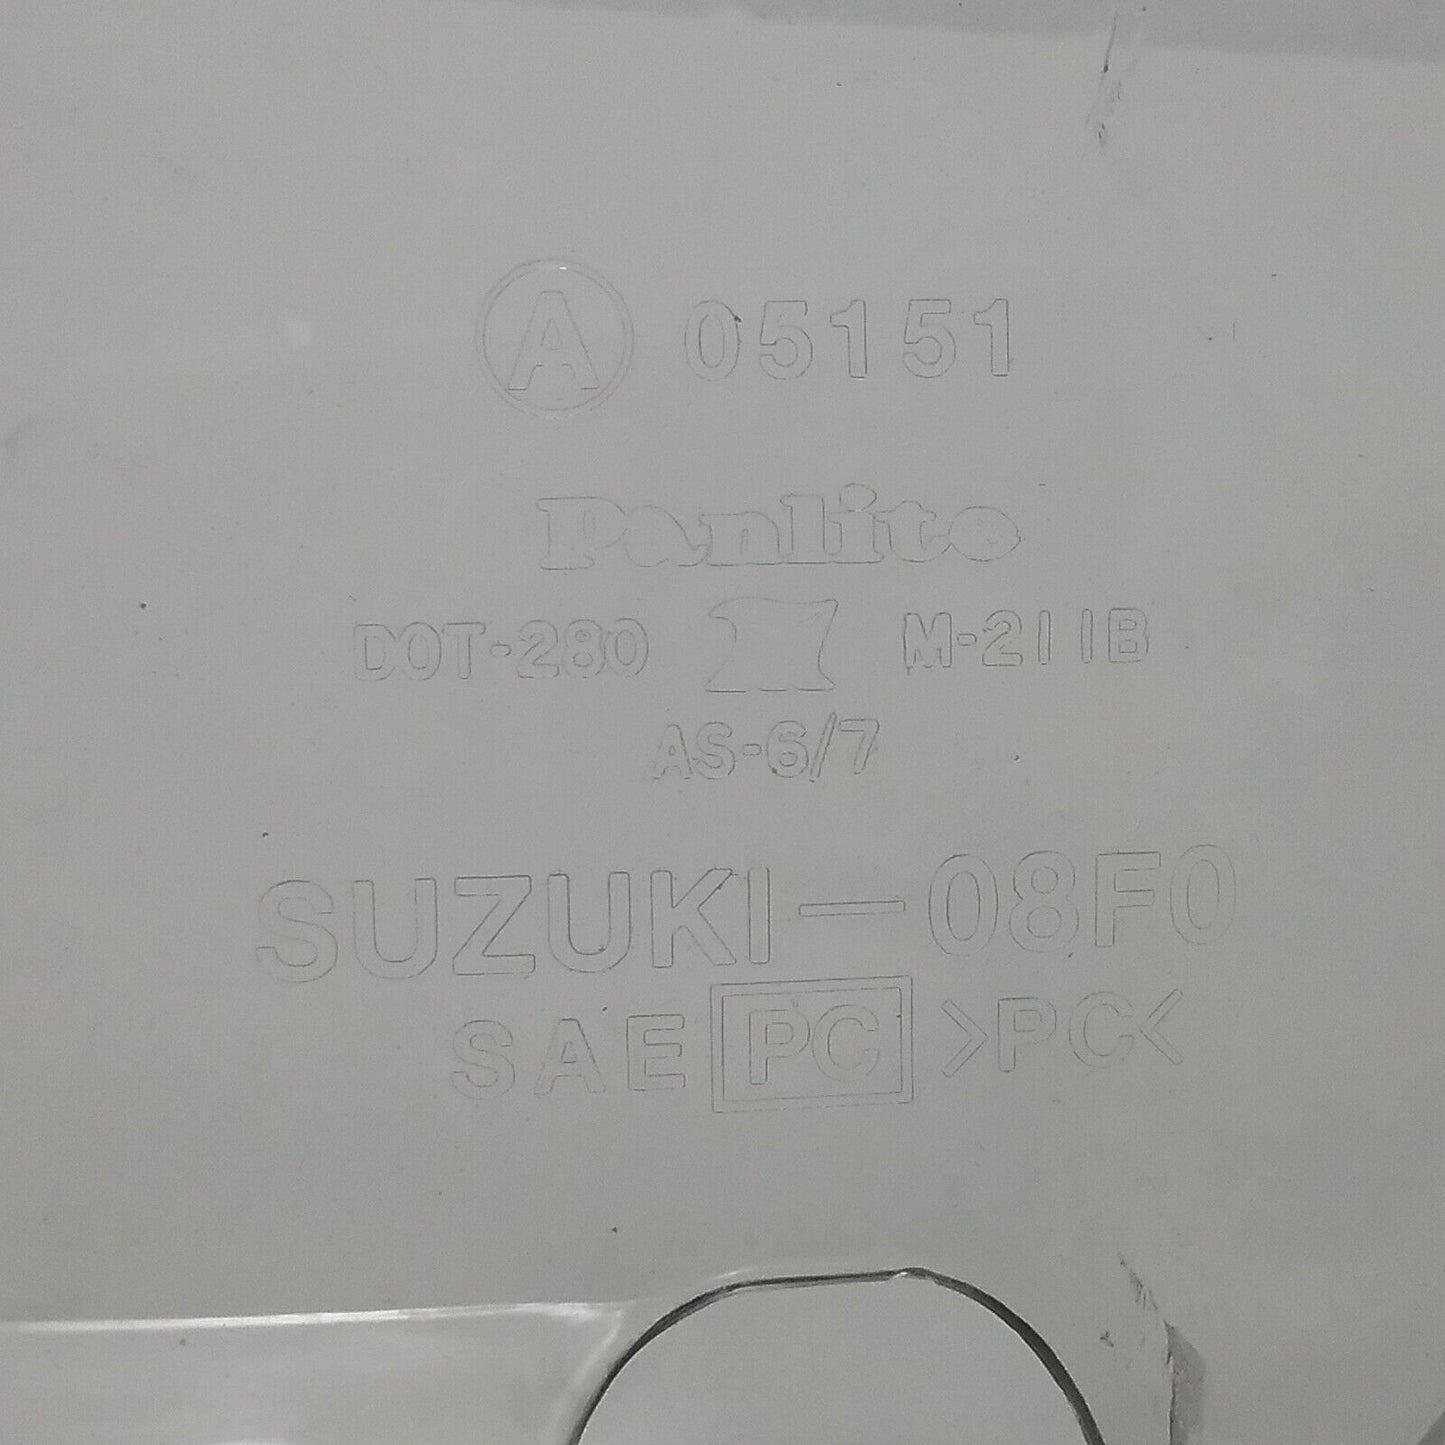 A 05151
Panlite
DOT-280 M-211B
AS-6/7
SUZUKI-08F0
SAE PC >PC<